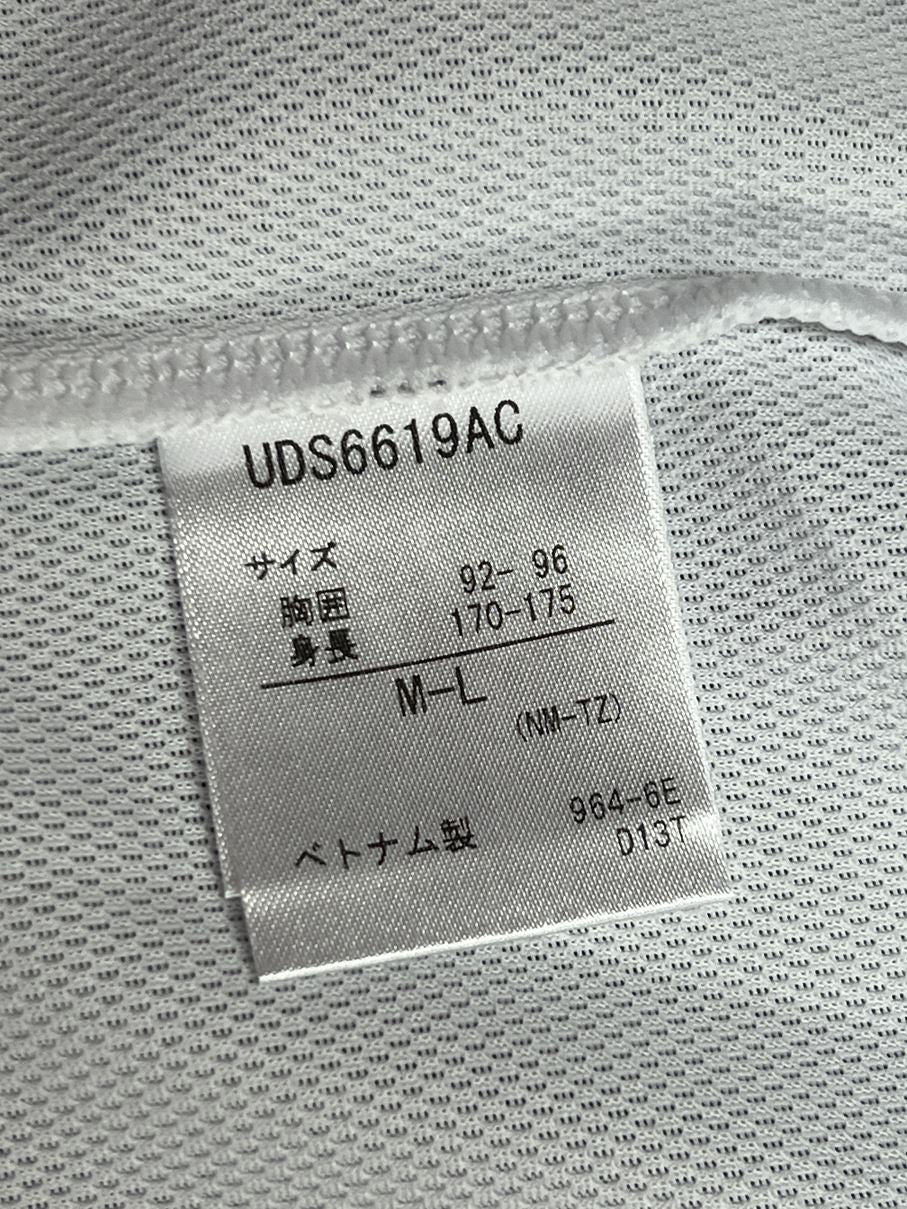 UDS6619AC
サイズ
胸囲 92- 96
身長 170-175
M-L
(NM-TZ)
964-6E
ベトナム製 D13T